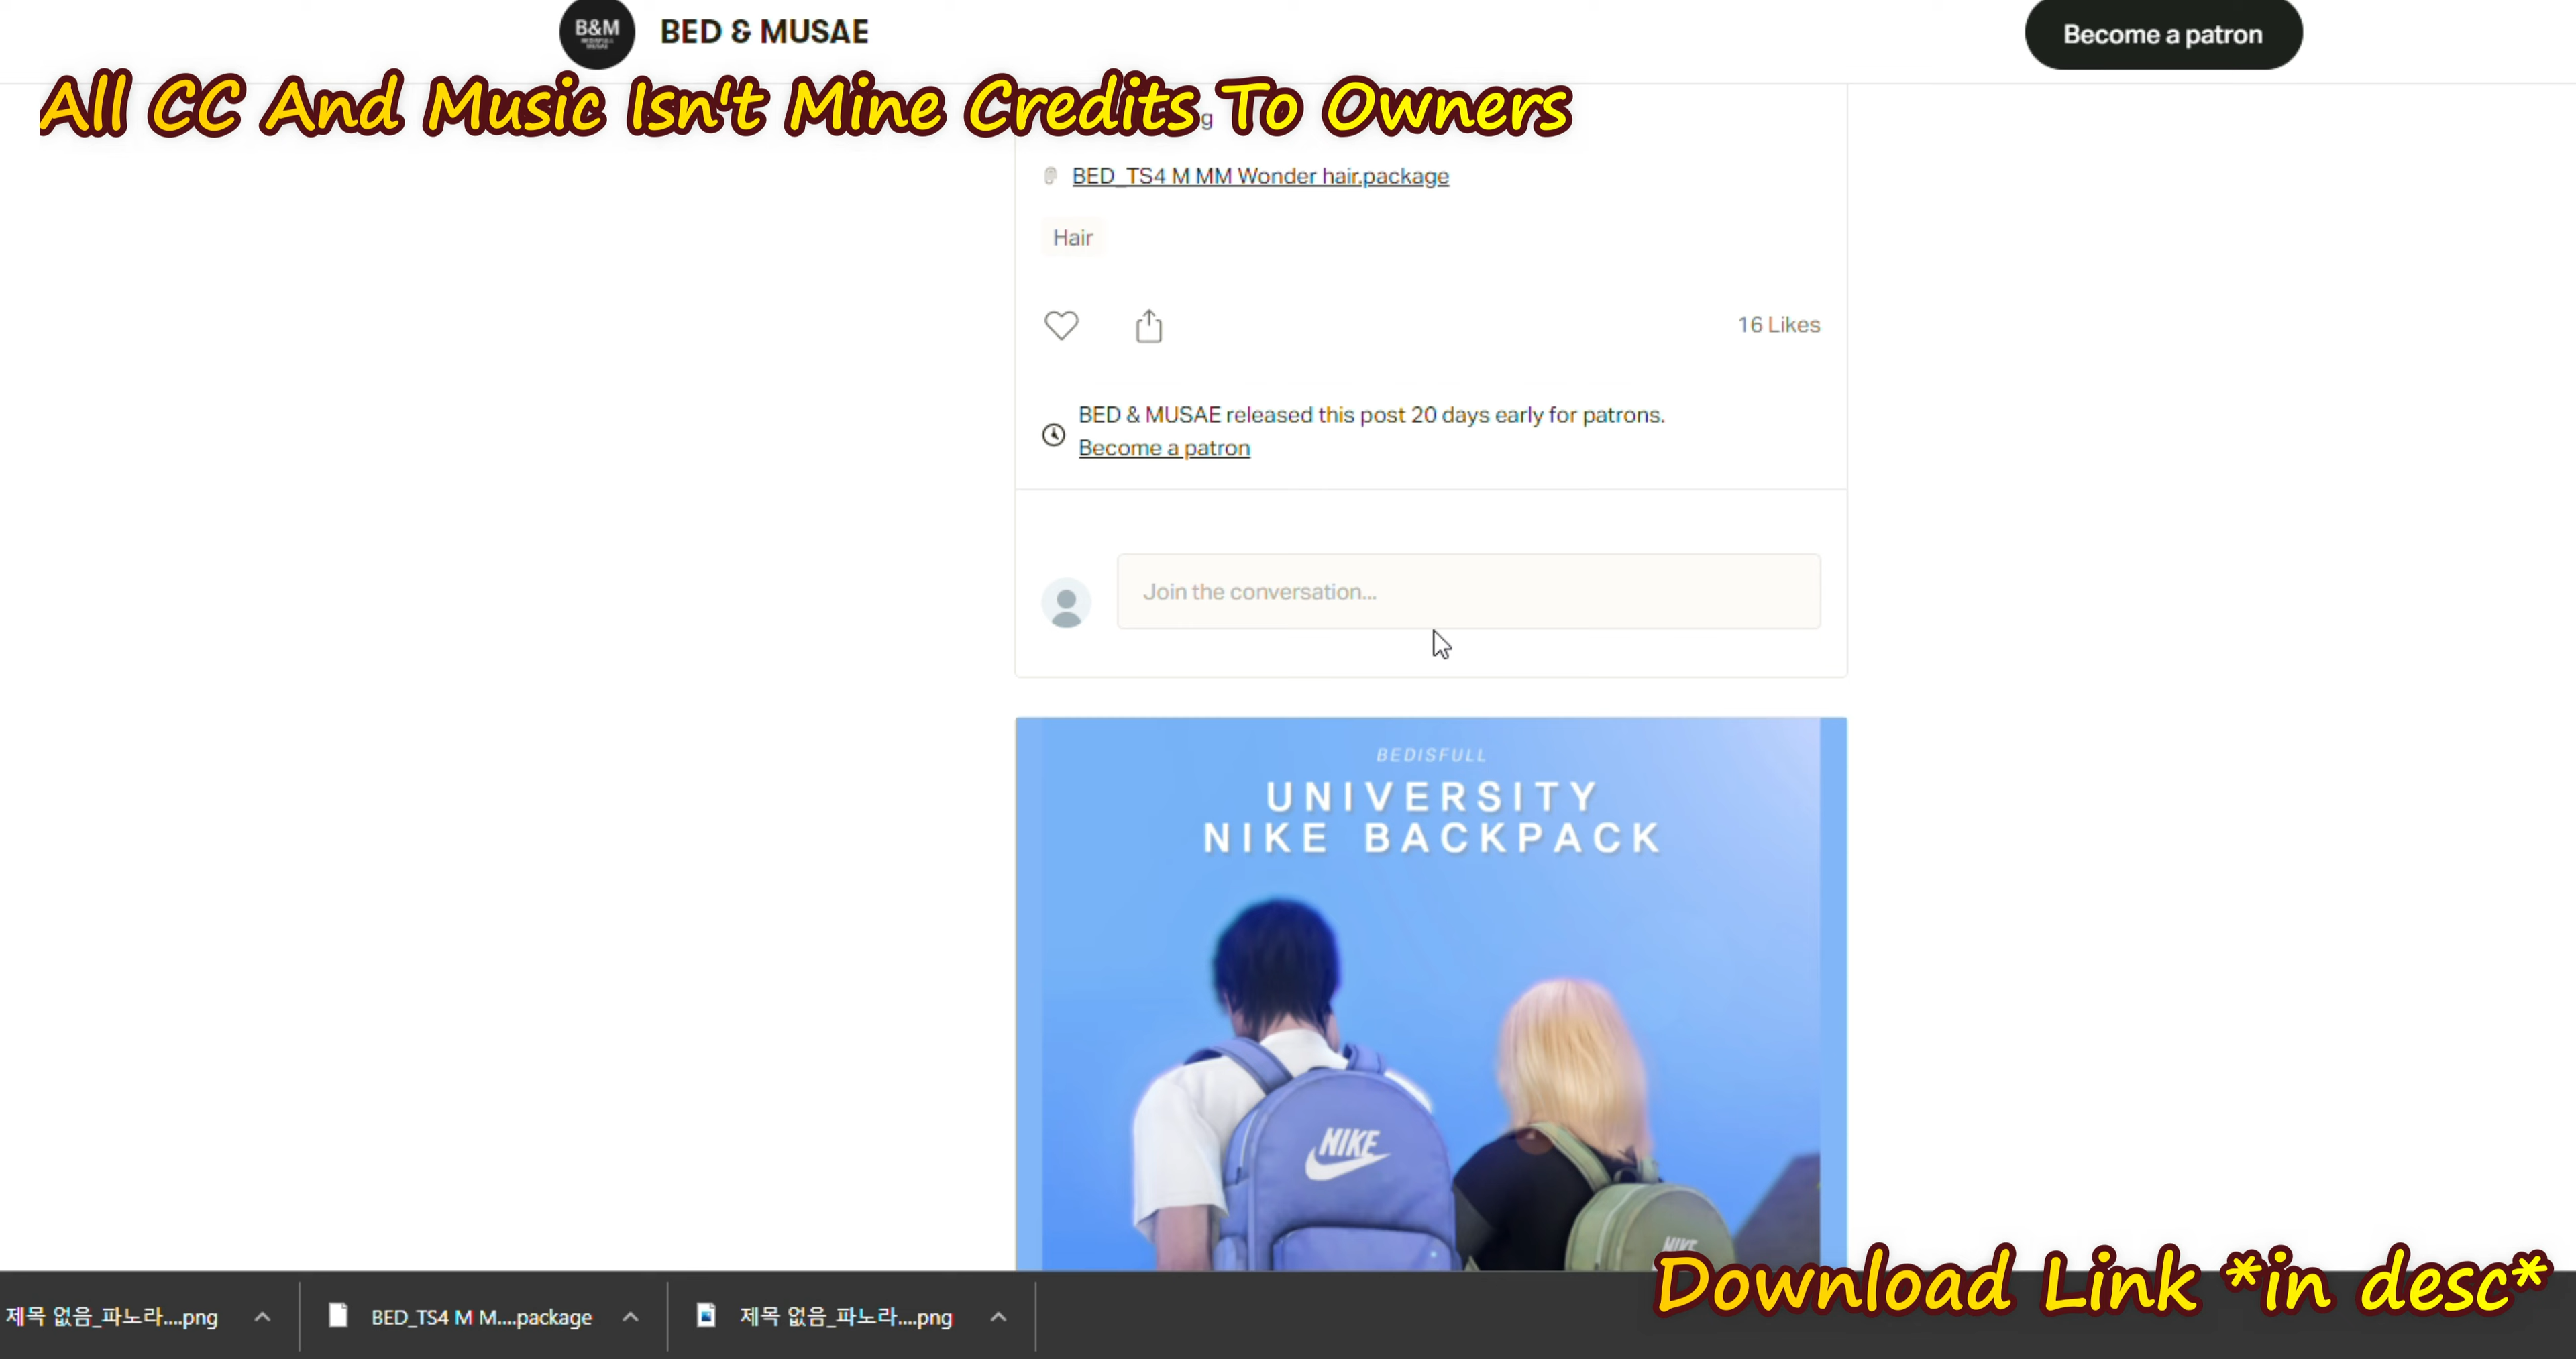 B&M
BED & MUSAE
Become a patron
All CC And Music Isn't Mine Credits To Owners
g
BED_TS4 M MM Wonder hair.package
Hair
16 Likes
BED & MUSAE released this post 20 days early for patrons.
Become a patron
Join the conversation...
BEDISFULL
UNIVERSITY
NIKE BACKPACK
NIKE
NIKE
Download Link *in desc*
제목 없음_파노라....png
BED_TS4 M M....package
제목 없음_파노라....png